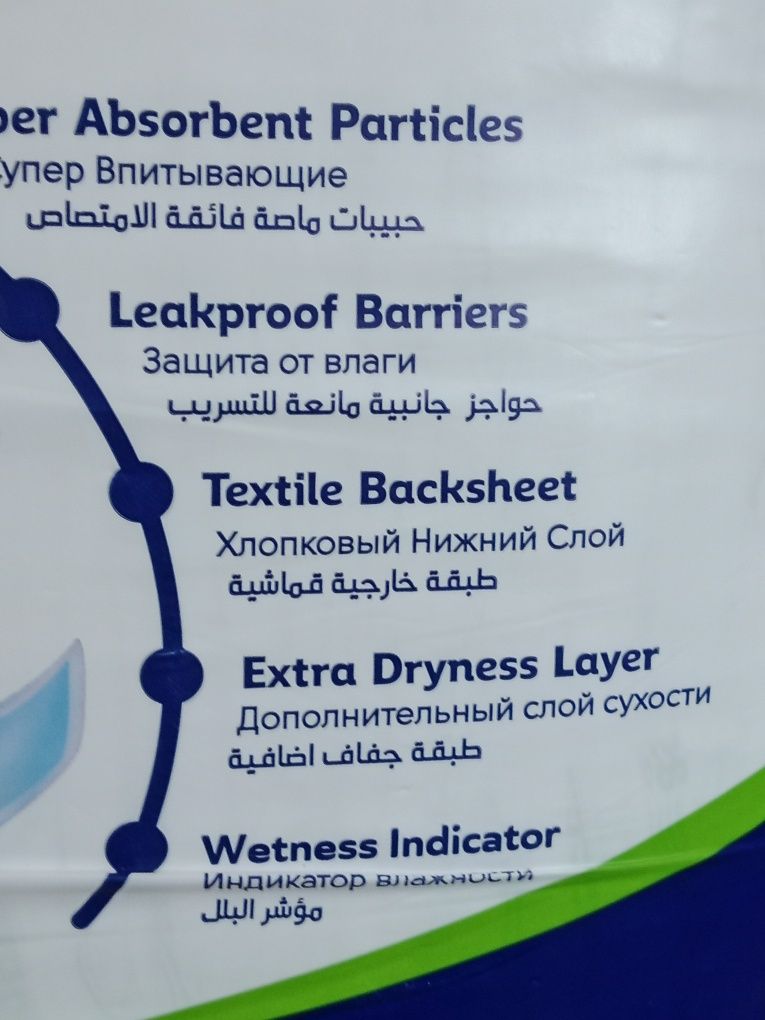 Absorbent Particles
Впитывающие
حبيبات ماصة فائقة الامتصاص
Leakproof Barriers
Защита от влаги
حواجز جانبية مانعة للتسريب
Textile Backsheet
Хлопковый Нижний Слой
طبقة خارجية قماشية
Extra Dryness Layer
Дополнительный слой сухости
طبقة جفاف اضافية
Wetness Indicator
Индикатор влажности
مؤشر البلل